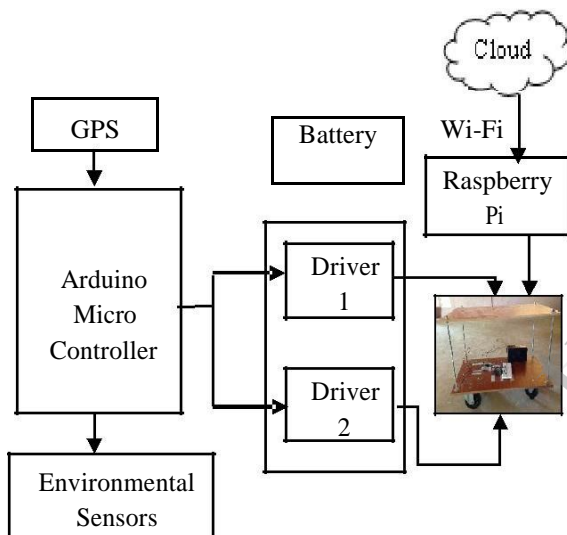 Cloud
GPS
Battery
Wi-Fi
Raspberry
Pi
Arduino
Micro
Controller
Driver
1
Driver
2
Environmental
Sensors